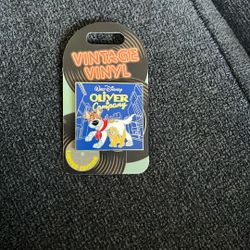 VINTAGE
VINYL
WALT DISNEY
OLIVER
& Company